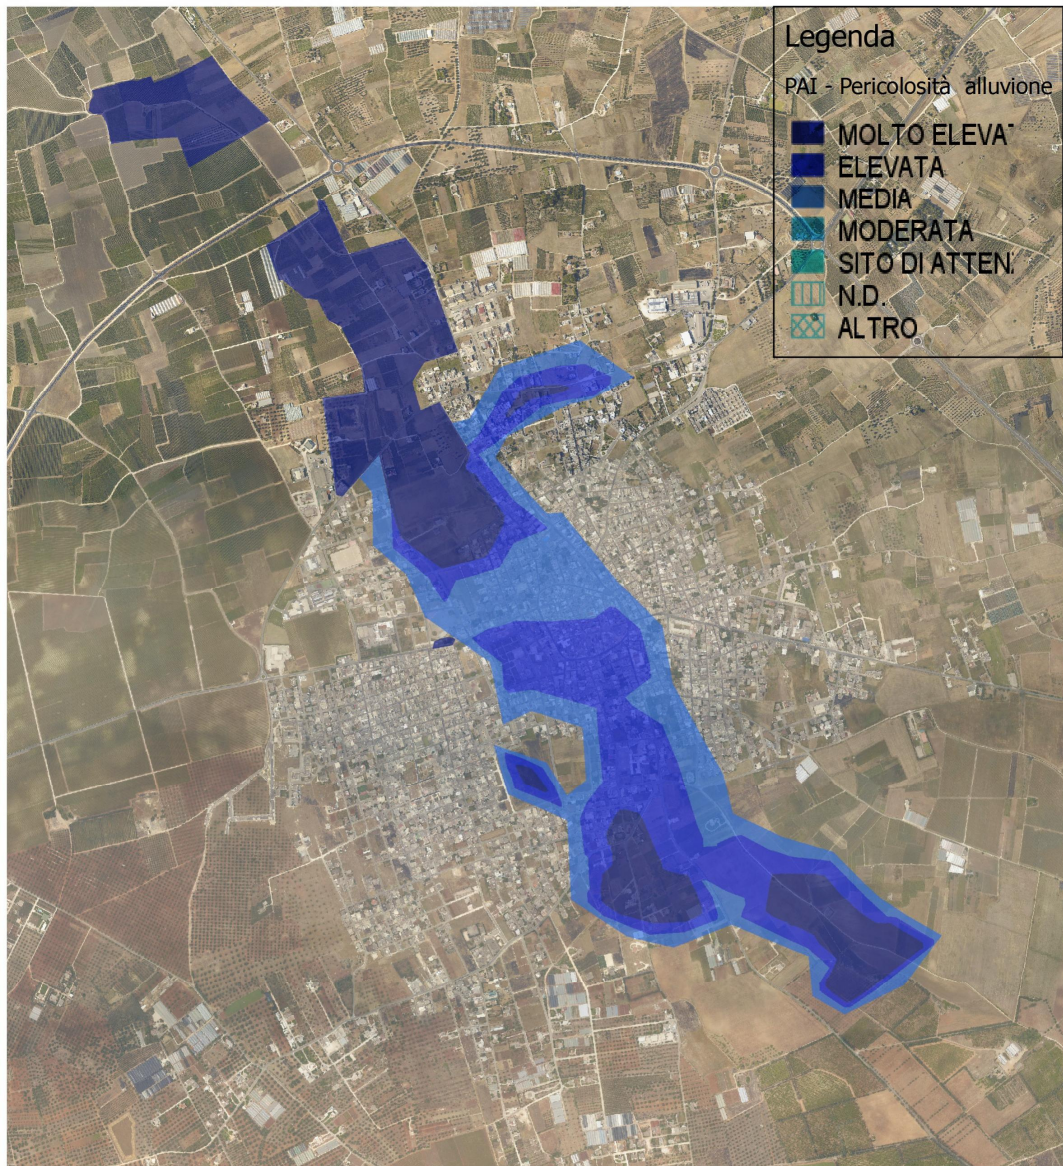 Legenda
PAI - Pericolosità alluvione
MOLTO ELEVAT
ELEVATA
MEDIA
MODERATA
SITO DI ATTEN
N.D.
ALTRO